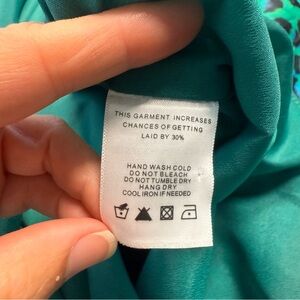 THIS GARMENT INCREASES
CHANCES OF GETTING
LAID BY 30%
HAND WASH COLD
DO NOT BLEACH
DO NOT TUMBLE DRY
HANG DRY
COOL IRON IF NEEDED